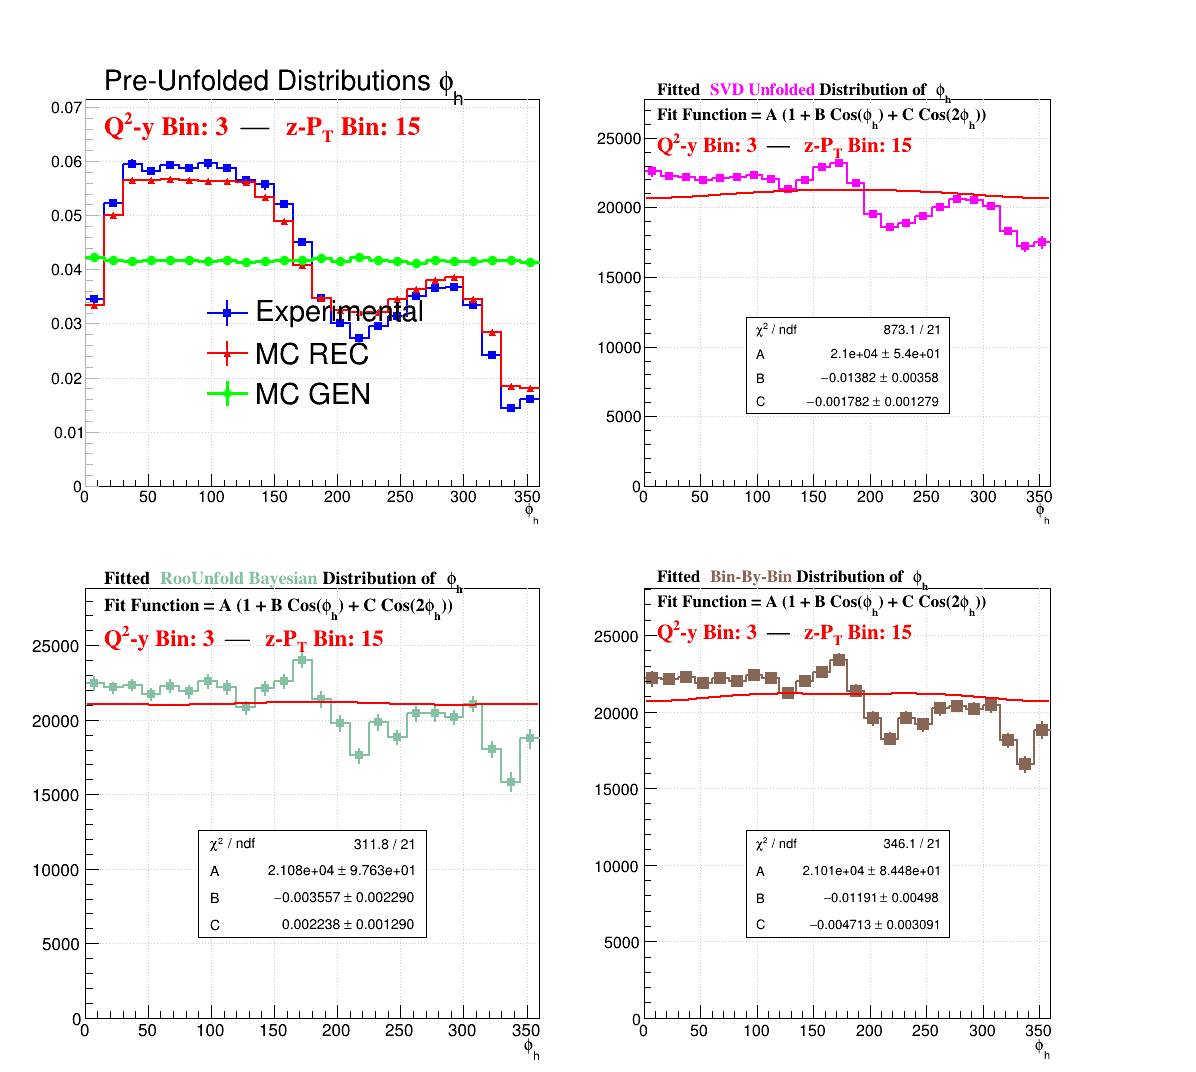 Pre-Unfolded Distributions ϕh
Q²-y Bin: 3 — z-PT Bin: 15
0.07
0.06
0.05
0.04
0.03
0.02
0.01
0
Experimental
MC REC
MC GEN
0 50 100 150 200 250 300 350
ϕh
Fitted SVD Unfolded Distribution of ϕh
Fit Function = A (1 + B Cos(ϕh) + C Cos(2ϕh))
Q²-y Bin: 3 — z-PT Bin: 15
25000
20000
15000
10000
5000
0
χ² / ndf 873.1 / 21
A 2.1e+04 ± 5.4e+01
B −0.01382 ± 0.00358
C −0.001782 ± 0.001279
0 50 100 150 200 250 300 350
ϕh
Fitted RooUnfold Bayesian Distribution of ϕh
Fit Function = A (1 + B Cos(ϕh) + C Cos(2ϕh))
Q²-y Bin: 3 — z-PT Bin: 15
25000
20000
15000
10000
5000
0
χ² / ndf 311.8 / 21
A 2.108e+04 ± 9.763e+01
B −0.003557 ± 0.002290
C 0.002238 ± 0.001290
0 50 100 150 200 250 300 350
ϕh
Fitted Bin-By-Bin Distribution of ϕh
Fit Function = A (1 + B Cos(ϕh) + C Cos(2ϕh))
Q²-y Bin: 3 — z-PT Bin: 15
25000
20000
15000
10000
5000
0
χ² / ndf 346.1 / 21
A 2.101e+04 ± 8.448e+01
B −0.01191 ± 0.00498
C −0.004713 ± 0.003091
0 50 100 150 200 250 300 350
ϕh